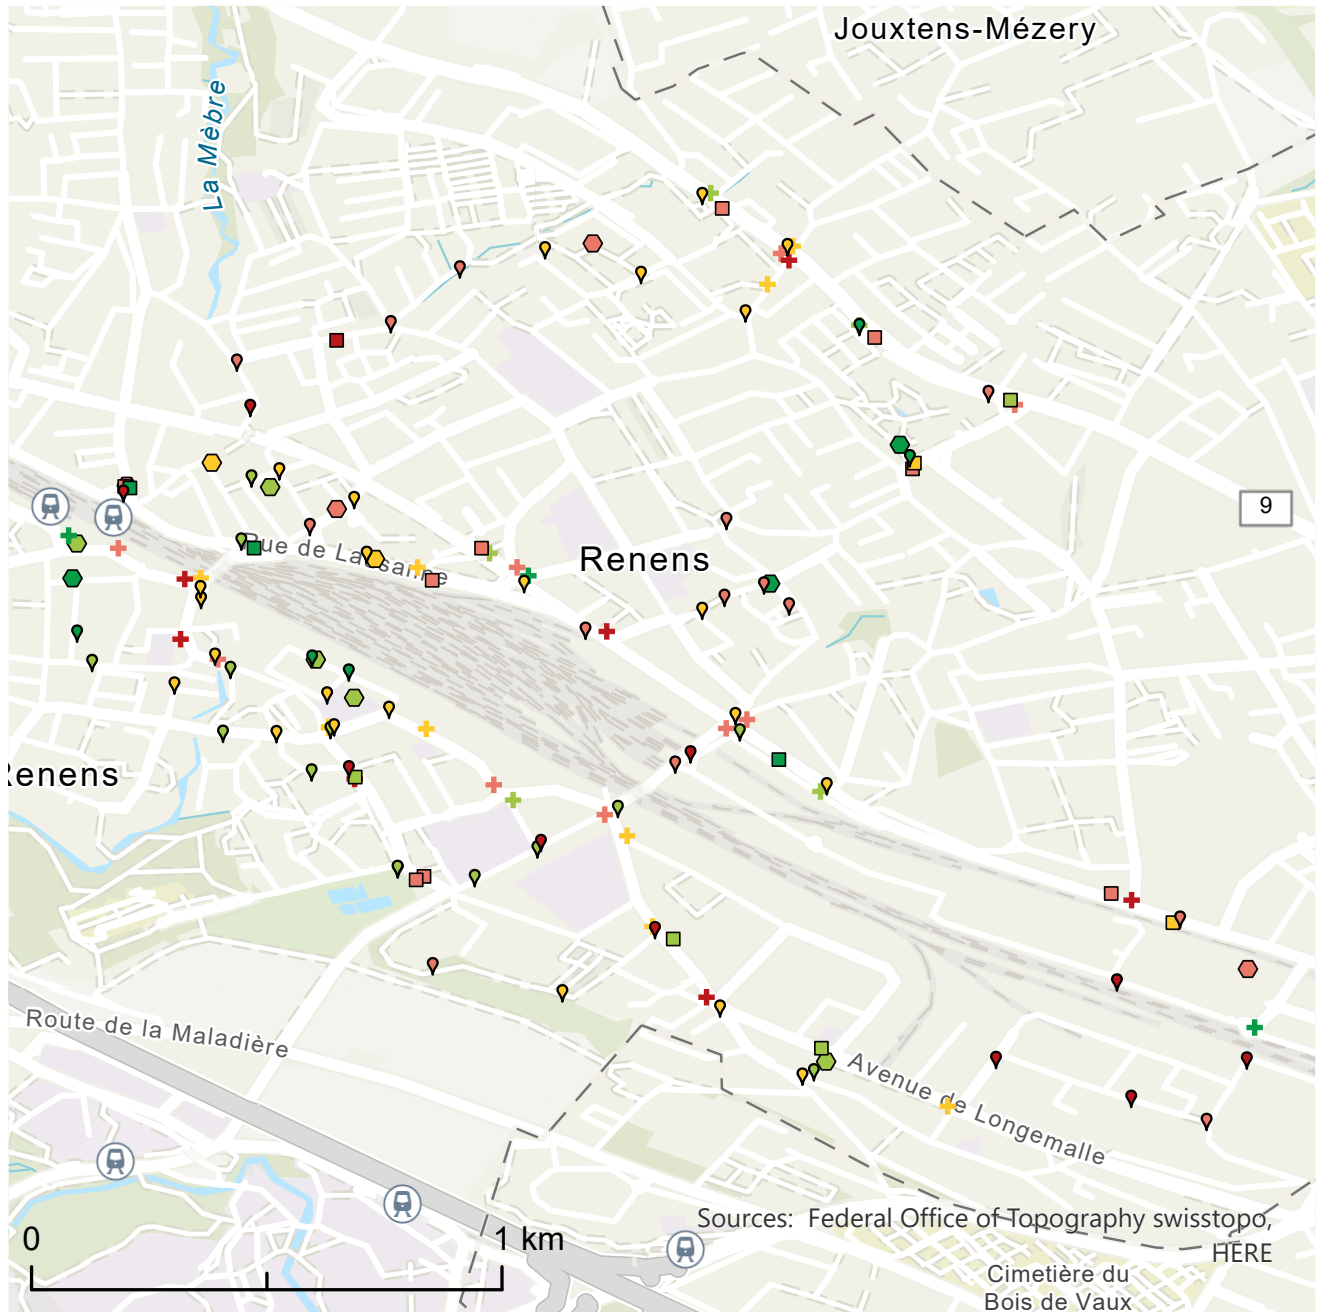 Jouxtens-Mézery
La Mèbre
9
Rue de Lausanne
Renens
Renens
Route de la Maladière
Avenue de Longemalle
Sources: Federal Office of Topography swisstopo,
HERE
0 1 km
Cimetière du
Bois de Vaux